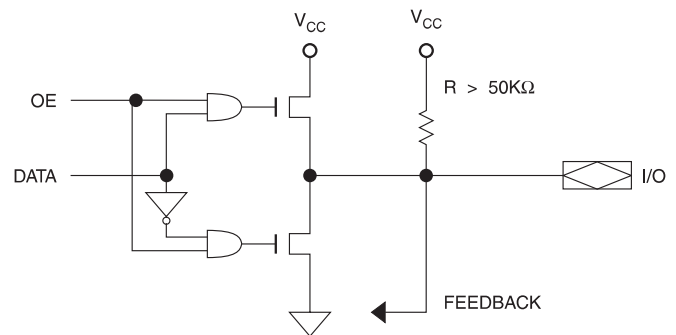 V_CC
V_CC
R > 50KΩ
OE
DATA
I/O
FEEDBACK